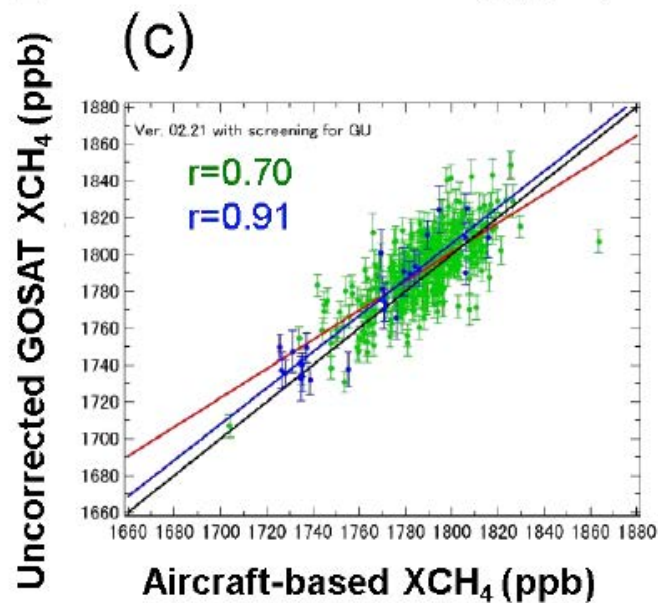 (c)
Uncorrected GOSAT XCH₄ (ppb)
1880
1860
1840
1820
1800
1780
1760
1740
1720
1700
1680
1660
Ver. 02.21 with screening for GU
r=0.70
r=0.91
1660 1680 1700 1720 1740 1760 1780 1800 1820 1840 1860 1880
Aircraft-based XCH₄ (ppb)